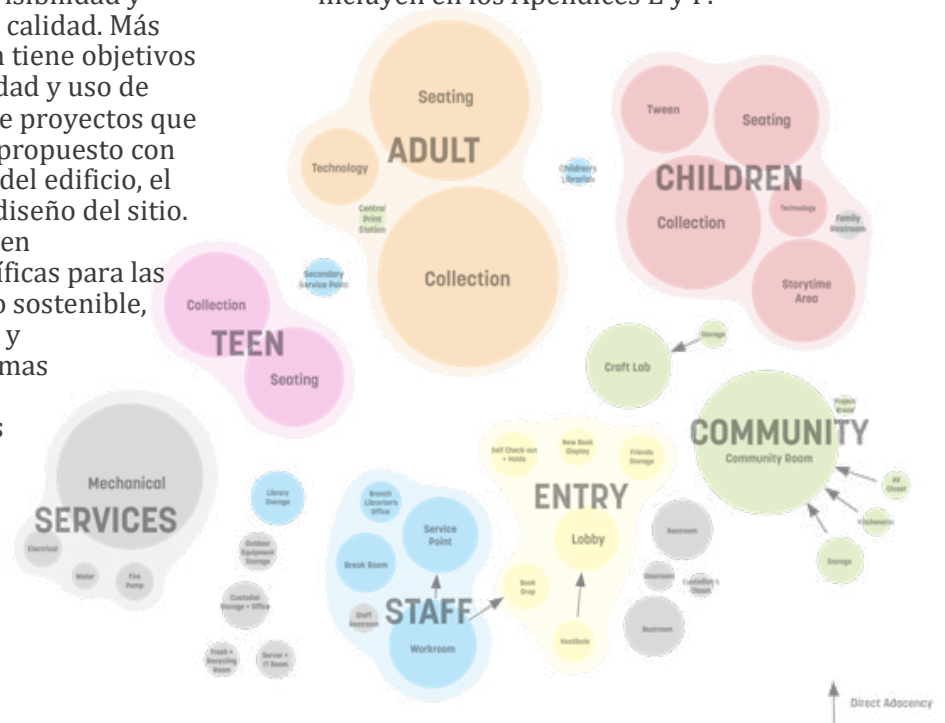 calidad. Más
tiene objetivos
dad y uso de
e proyectos que
propuesto con
del edificio, el
diseño del sitio.
en
íficas para las
o sostenible,
y
mas
s
incluyen en los Apéndices E y F.
Seating
ADULT
Technology
Central
Print
Station
Collection
Children's
Librarian
Tween
Seating
CHILDREN
Collection
Technology
Family
Restroom
Storytime
Area
Secondary
Service Point
Collection
TEEN
Seating
Storage
Craft Lab
Project
COMMUNITY
Community Room
AV
Closet
Kitchenette
Storage
Mechanical
SERVICES
Electrical
Water
Fire
Pump
Library
Storage
Outdoor
Equipment
Storage
Custodial
Storage + Office
Trash +
Recycling
Room
Server +
IT Room
Branch
Librarian's
Office
Service
Point
Break Room
STAFF
Staff
Restroom
Workroom
Self Check-out
+ Holds
New Book
Display
Friends
Storage
ENTRY
Lobby
Book
Drop
Vestibule
Restroom
Restroom
Custodian's
Closet
Restroom
Direct Adacency